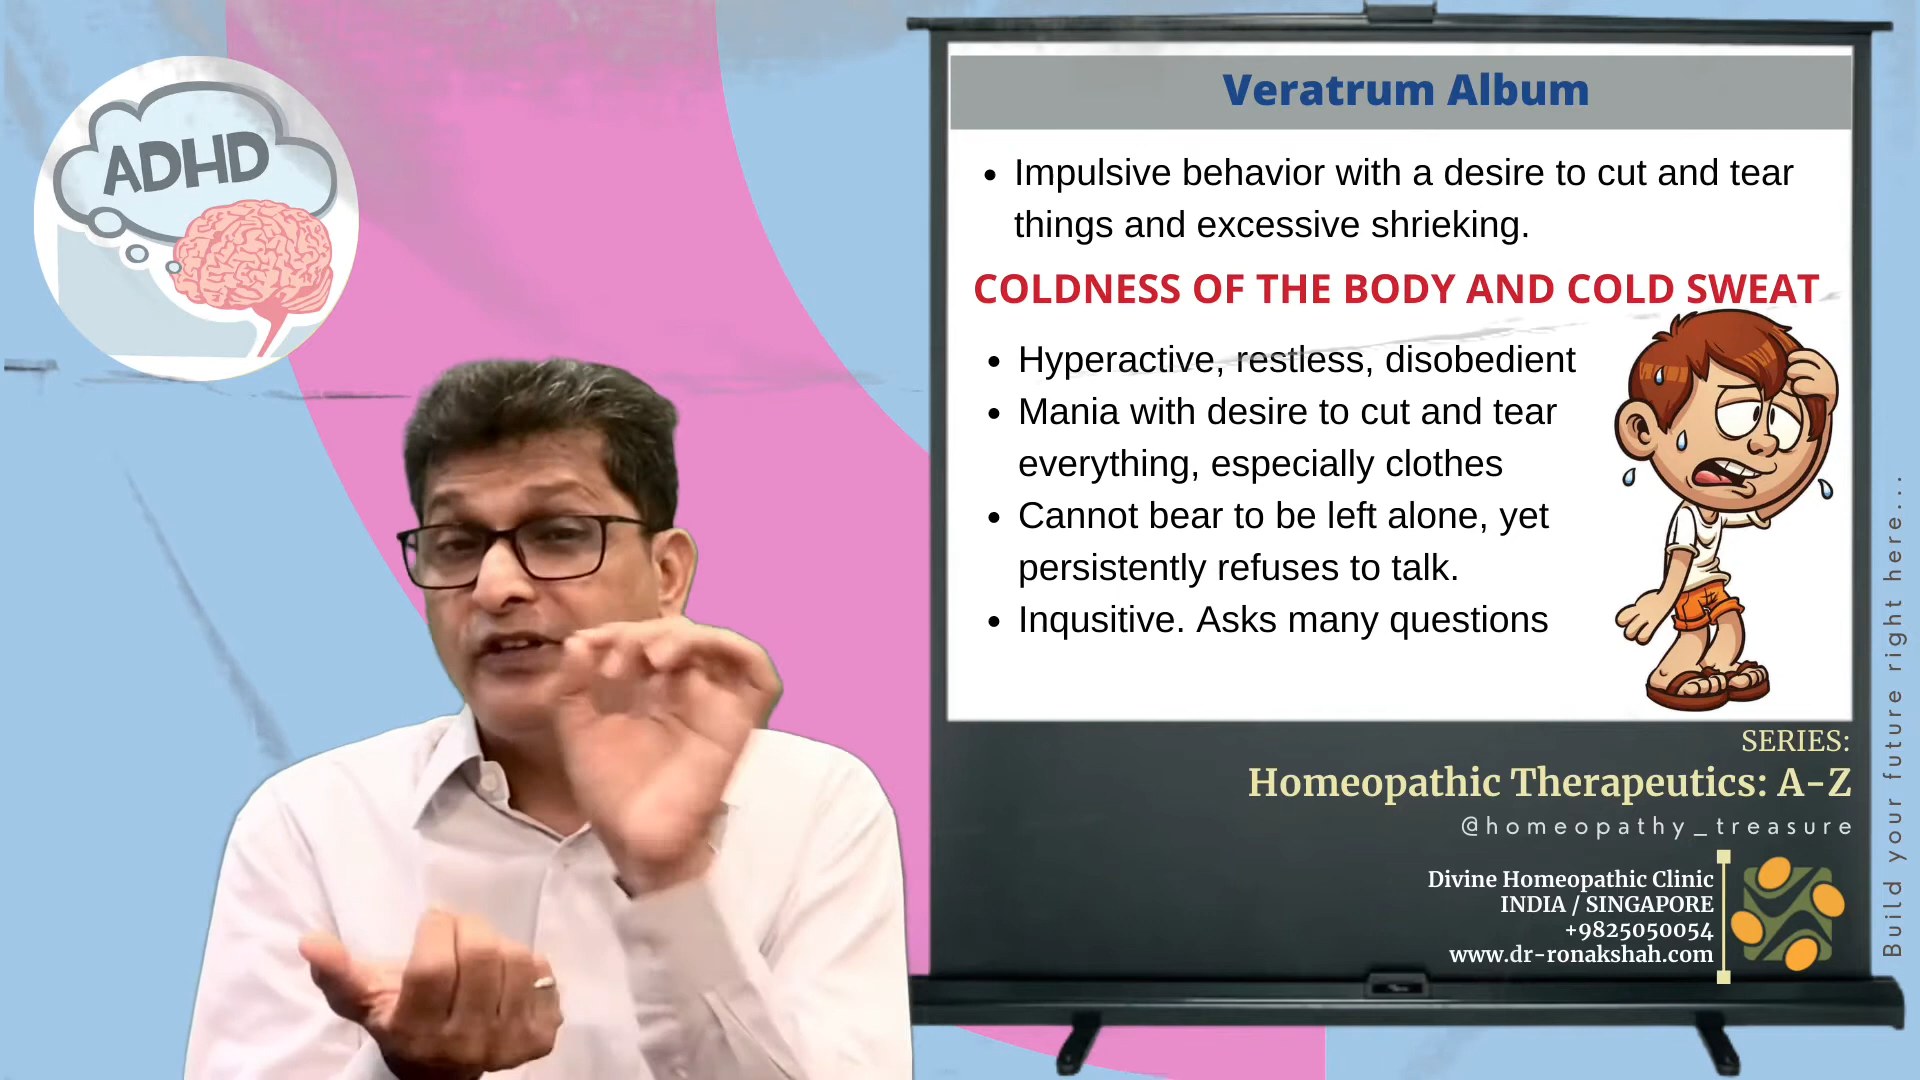 ADHD
Veratrum Album
• Impulsive behavior with a desire to cut and tear
things and excessive shrieking.
COLDNESS OF THE BODY AND COLD SWEAT
• Hyperactive, restless, disobedient
• Mania with desire to cut and tear
everything, especially clothes
• Cannot bear to be left alone, yet
persistently refuses to talk.
• Inqusitive. Asks many questions
SERIES:
Homeopathic Therapeutics: A-Z
@homeopathy_treasure
Divine Homeopathic Clinic
INDIA / SINGAPORE
+9825050054
www.dr-ronakshah.com
Build your future right here...